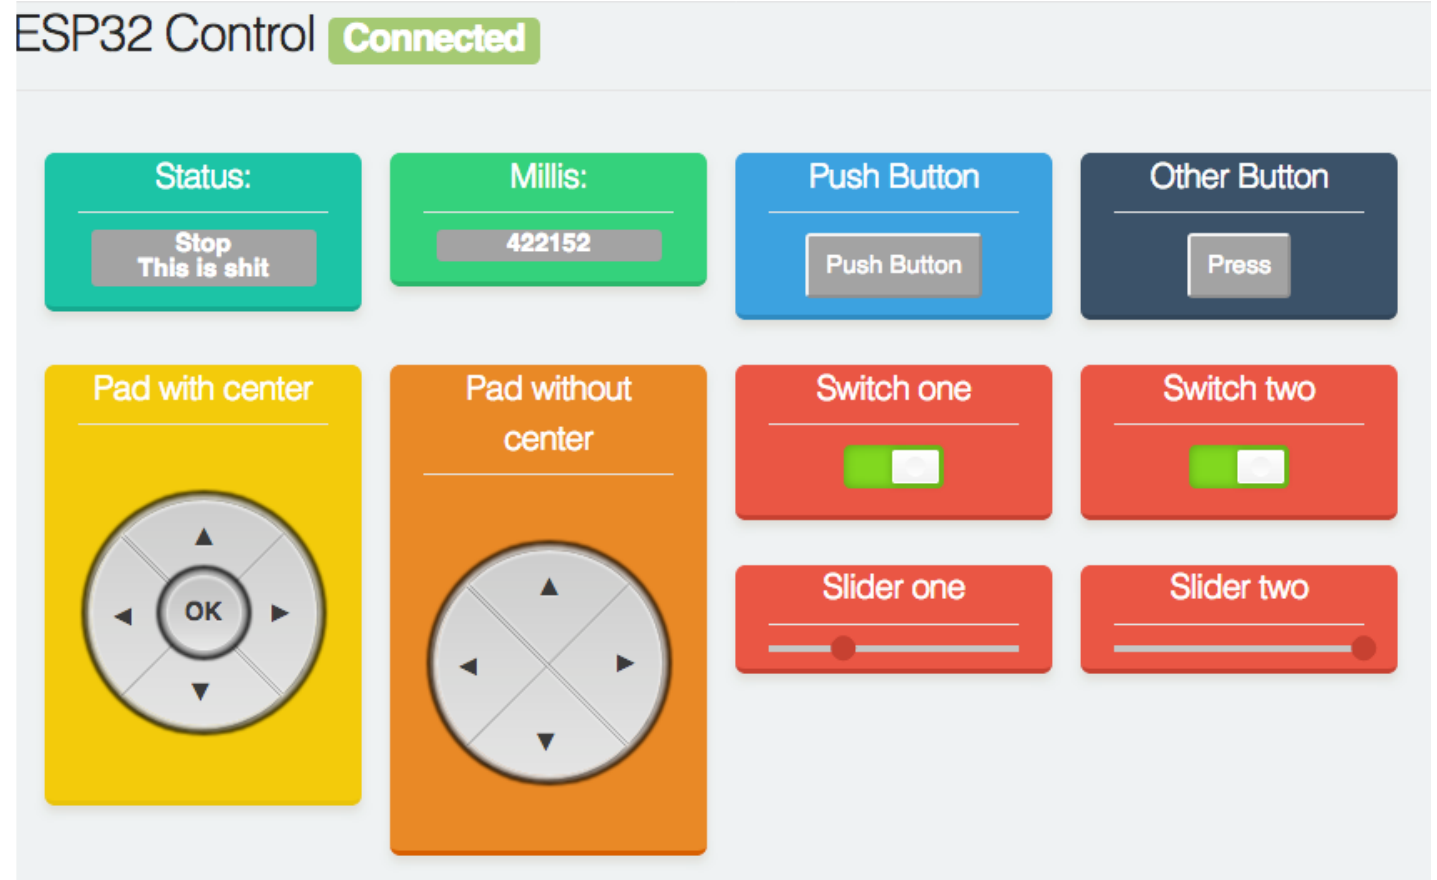 ESP32 Control Connected
Status:
Stop
This is shit
Millis:
422152
Push Button
Push Button
Other Button
Press
Pad with center
OK
Pad without
center
Switch one
Switch two
Slider one
Slider two